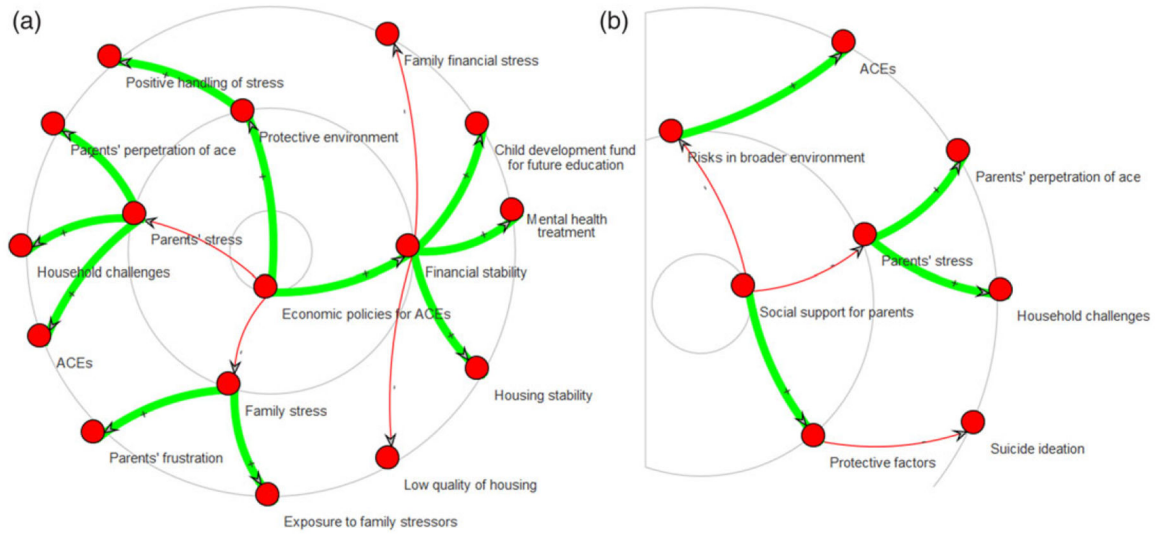 (a)
Family financial stress
Positive handling of stress
Protective environment
Child development fund
for future education
Parents' perpetration of ace
Mental health
treatment
Parents' stress
Household challenges
Financial stability
Economic policies for ACEs
ACEs
Housing stability
Family stress
Parents' frustration
Low quality of housing
Exposure to family stressors
(b)
ACEs
Risks in broader environment
Parents' perpetration of ace
Parents' stress
Social support for parents
Household challenges
Protective factors
Suicide ideation